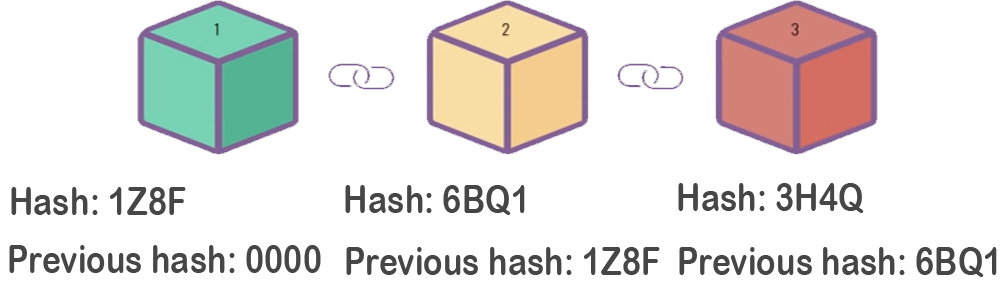 1
2
3
Hash: 1Z8F
Hash: 6BQ1
Hash: 3H4Q
Previous hash: 0000
Previous hash: 1Z8F
Previous hash: 6BQ1